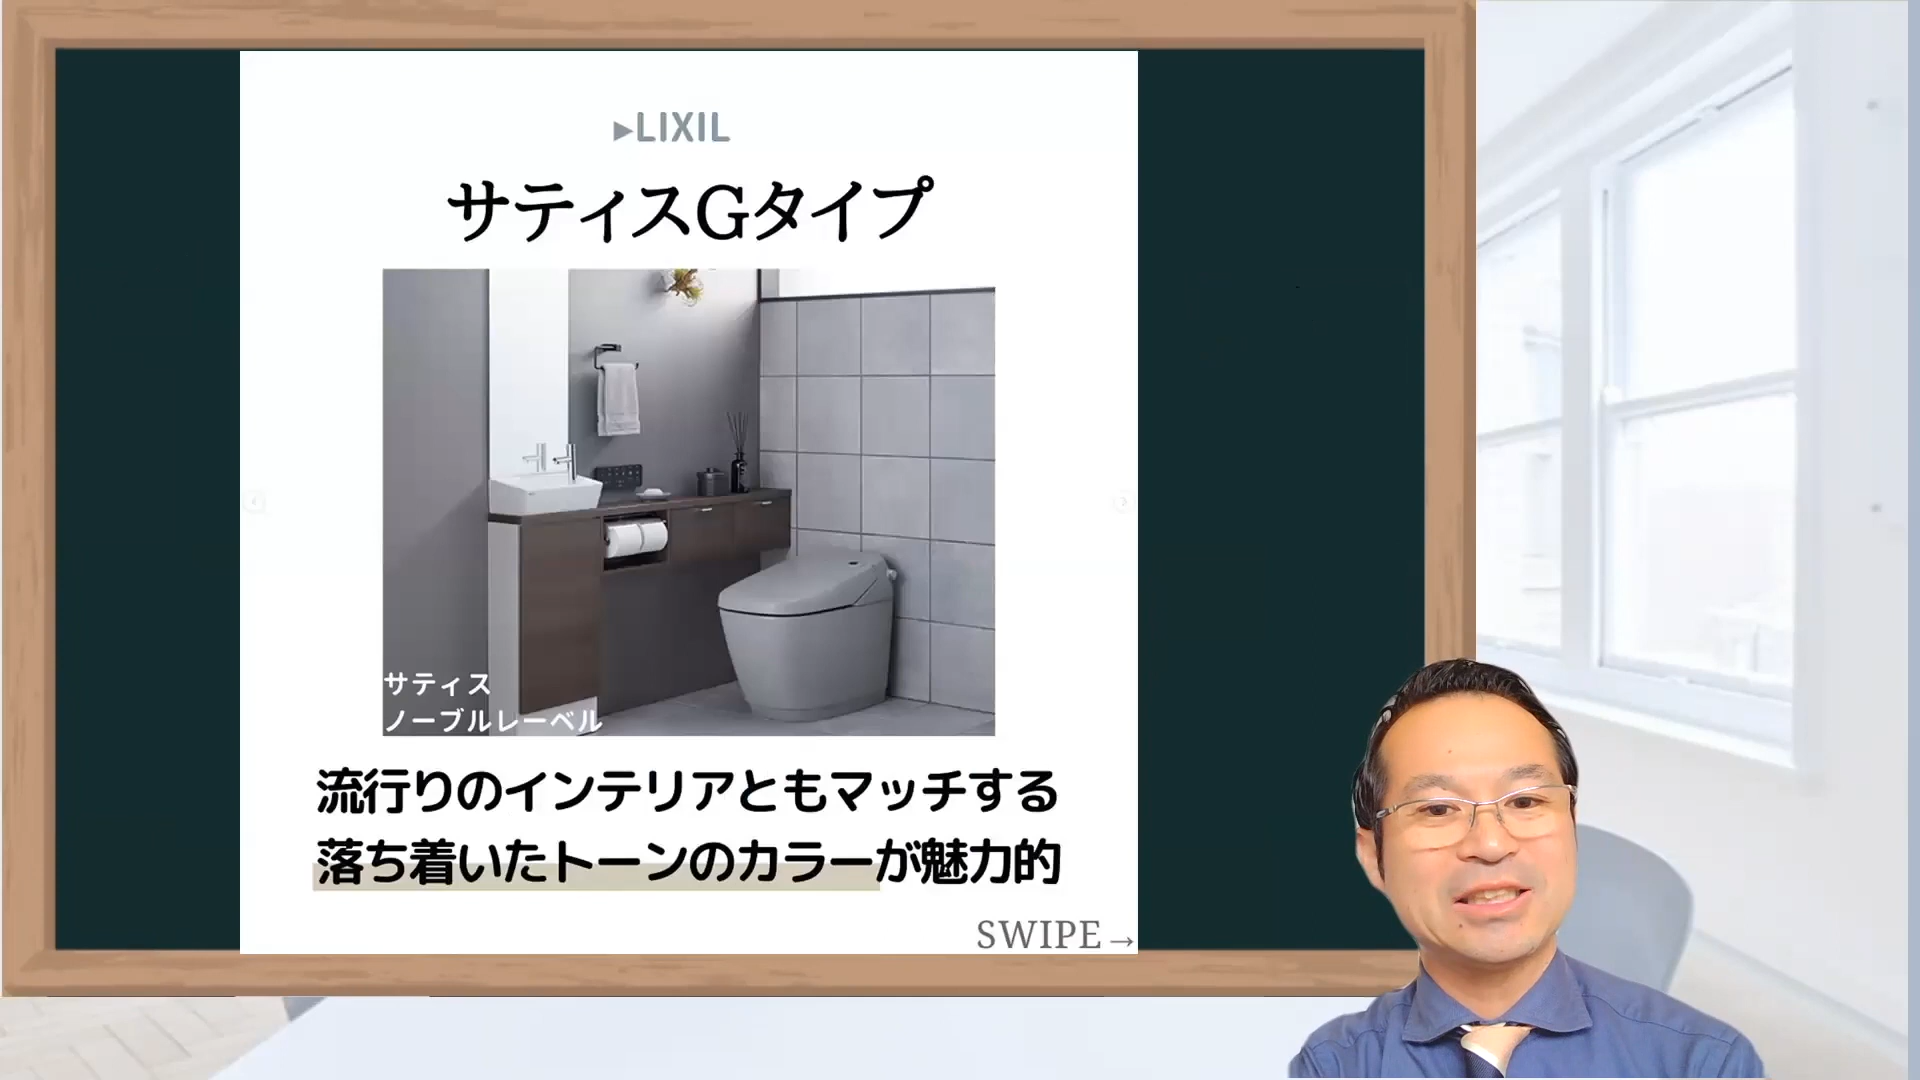 ▸LIXIL
サティスGタイプ
サティス
ノーブルレーベル
流行りのインテリアともマッチする
落ち着いたトーンのカラーが魅力的
SWIPE→